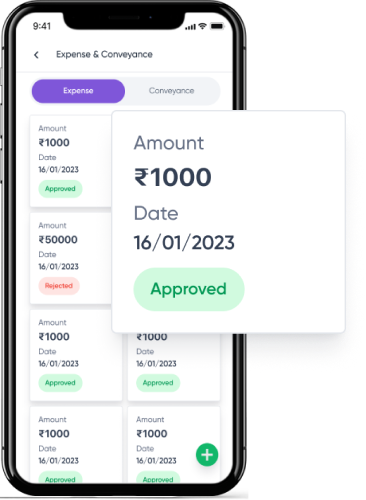 9:41
Expense & Conveyance
Expense
Conveyance
Amount
₹1000
Date
16/01/2023
Approved
Amount
₹1000
Date
16/01/2023
Approved
Amount
₹50000
Date
16/01/2023
Rejected
Amount
₹1000
Date
16/01/2023
Approved
₹1000
Date
16/01/2023
Approved
Amount
₹1000
Date
16/01/2023
Approved
Amount
₹1000
Date
16/01/2023
Approved